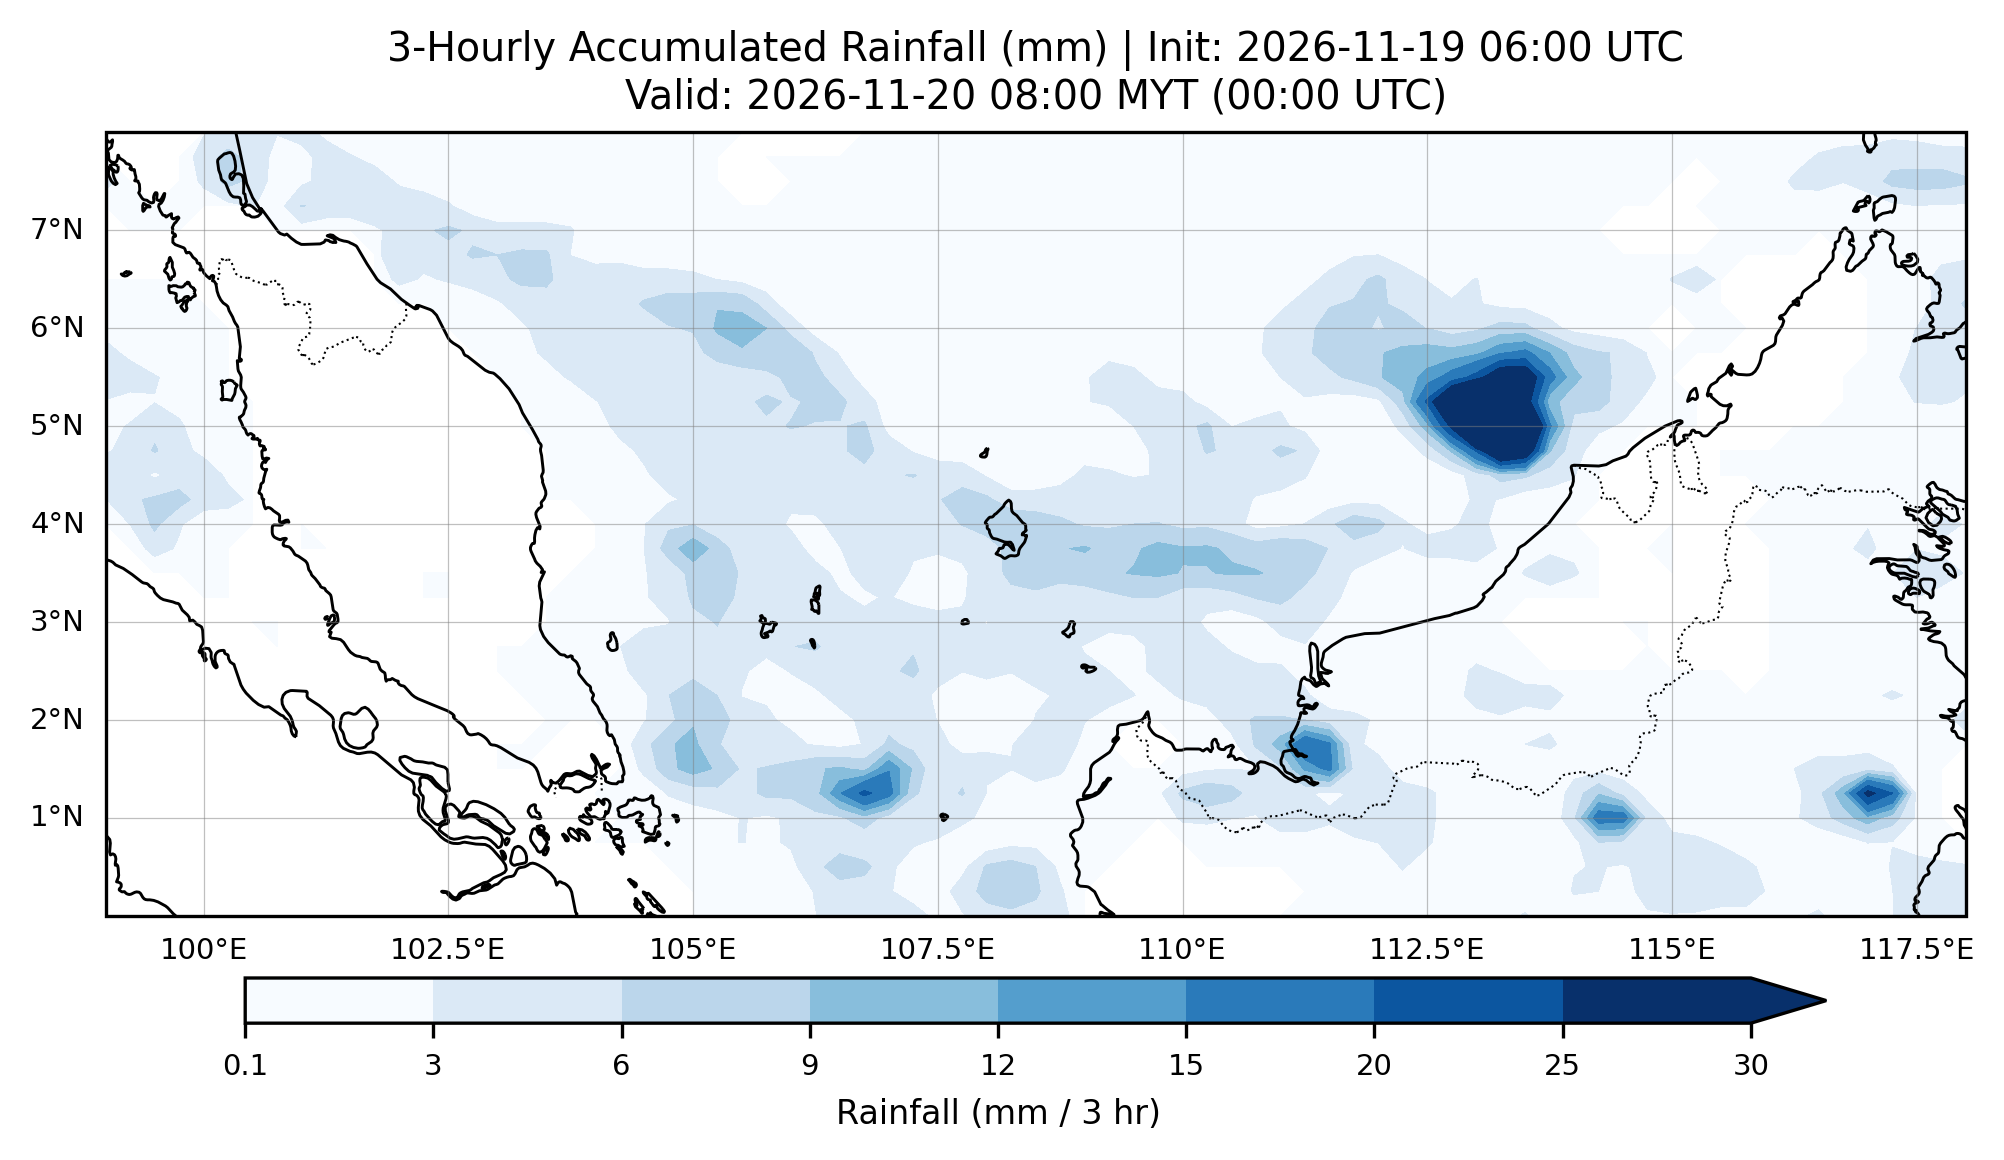 3-Hourly Accumulated Rainfall (mm) | Init: 2026-11-19 06:00 UTC
Valid: 2026-11-20 08:00 MYT (00:00 UTC)
7°N
6°N
5°N
4°N
3°N
2°N
1°N
100°E 102.5°E 105°E 107.5°E 110°E 112.5°E 115°E 117.5°E
0.1 3 6 9 12 15 20 25 30
Rainfall (mm / 3 hr)